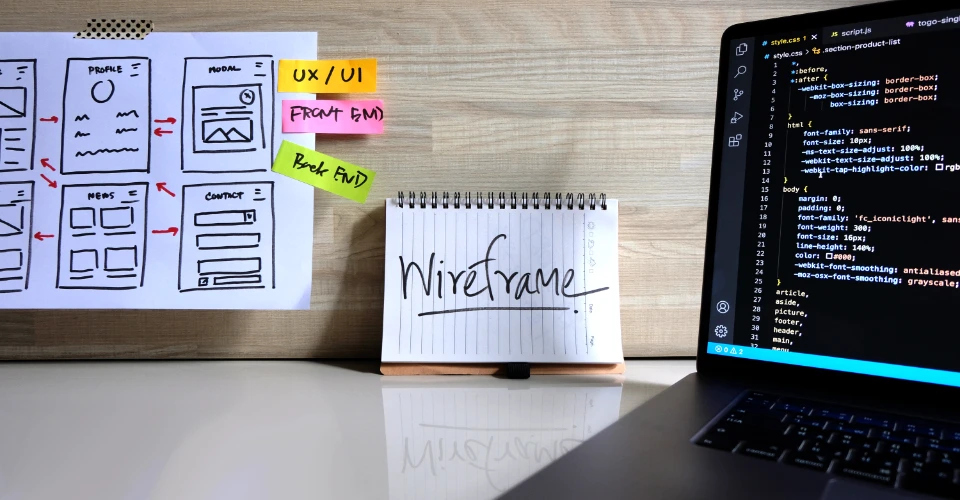 PROFILE
MODAL
NEWS
CONTACT
UX / UI
FRONT END
Back END
Wireframe
style.css 1 X
JS script.js
togo-singl
# style.css > .section-product-list
1 *,
2 *:before,
3 *:after {
4 -webkit-box-sizing: border-box;
5 -moz-box-sizing: border-box;
6 box-sizing: border-box;
7 }
8 html {
9 font-family: sans-serif;
10 font-size: 10px;
11 -ms-text-size-adjust: 100%;
12 -webkit-text-size-adjust: 100%;
13 -webkit-tap-highlight-color: rgb
14 }
15 body {
16 margin: 0;
17 padding: 0;
18 font-family: 'fc_iconiclight', sans
19 font-weight: 300;
20 font-size: 16px;
21 line-height: 140%;
22 color: #000;
23 -webkit-font-smoothing: antialiased
24 -moz-osx-font-smoothing: grayscale;
25 }
26 article,
27 aside,
28 picture,
29 footer,
30 header,
31 main,
32 menu
0 2